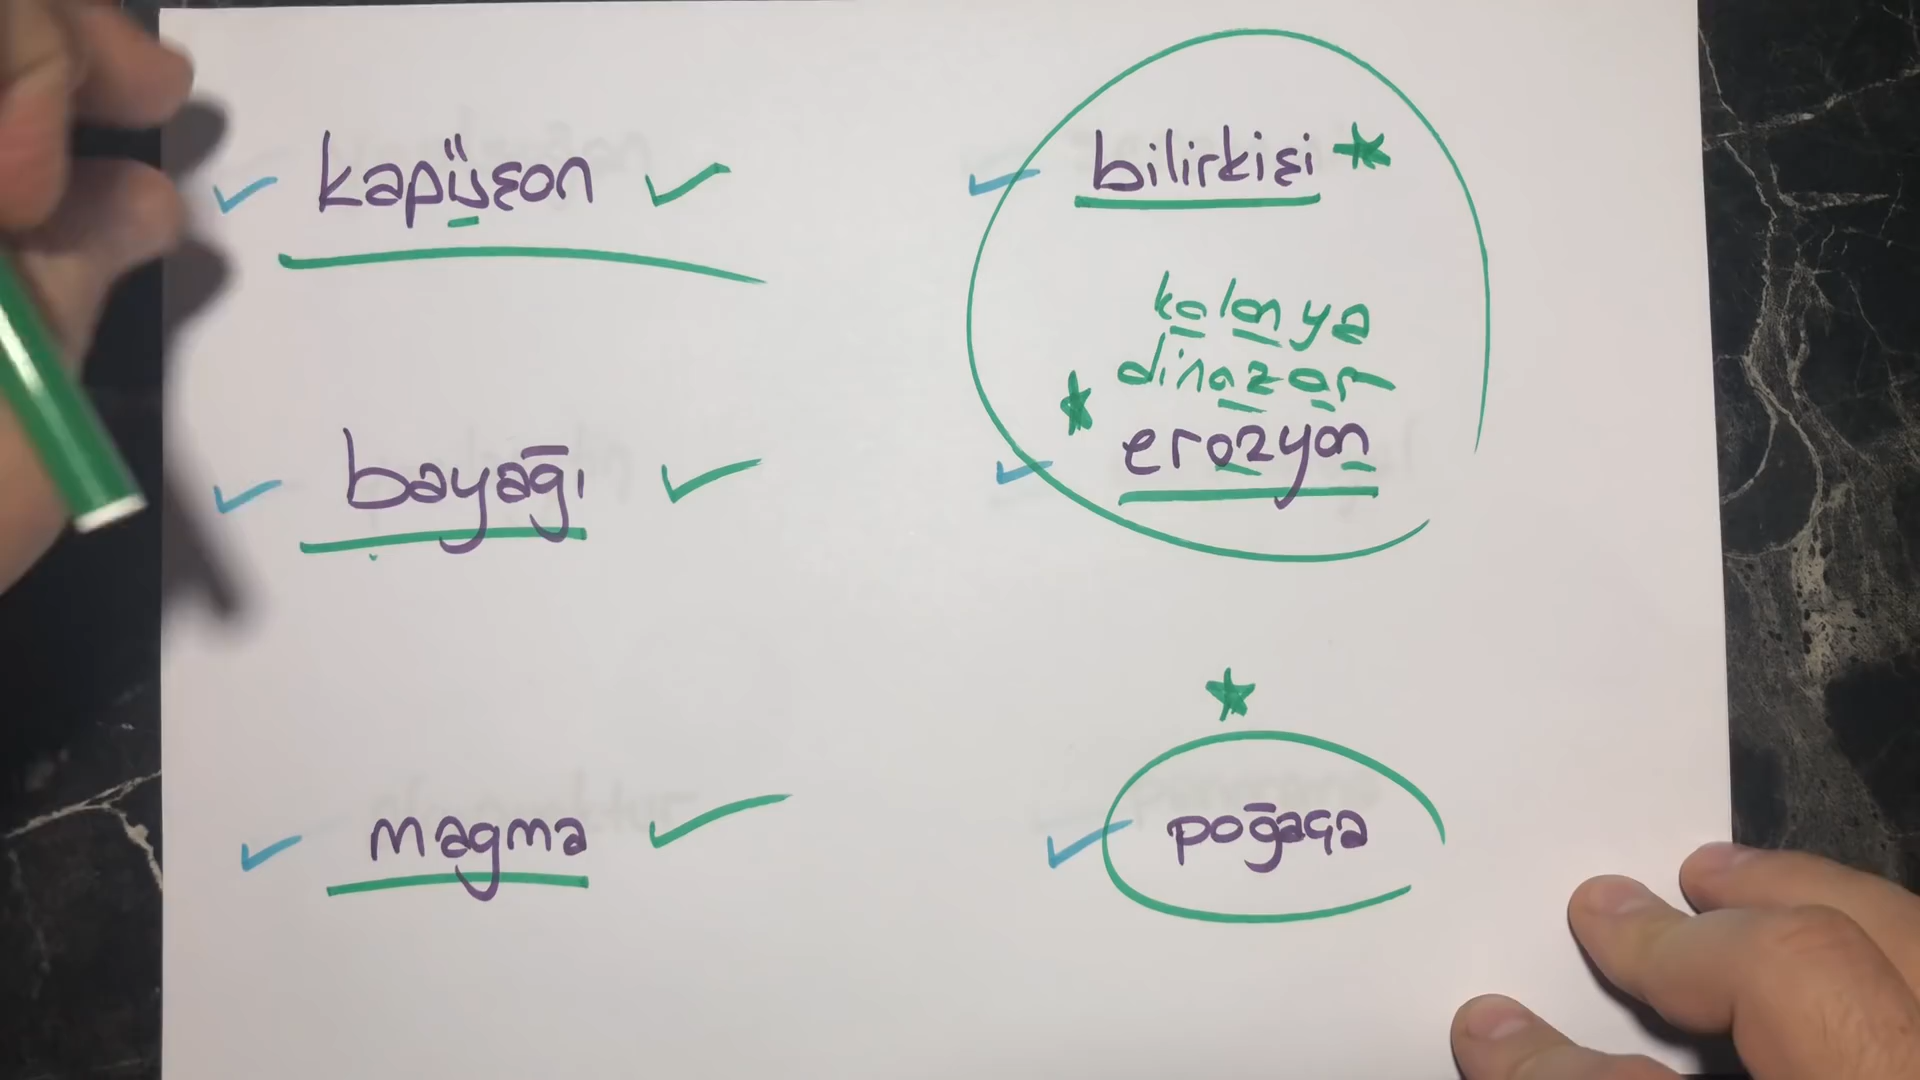 kapüşon
bilirkişi
kolonya
dinazor
bayağı
erozyon
magma
poğaça